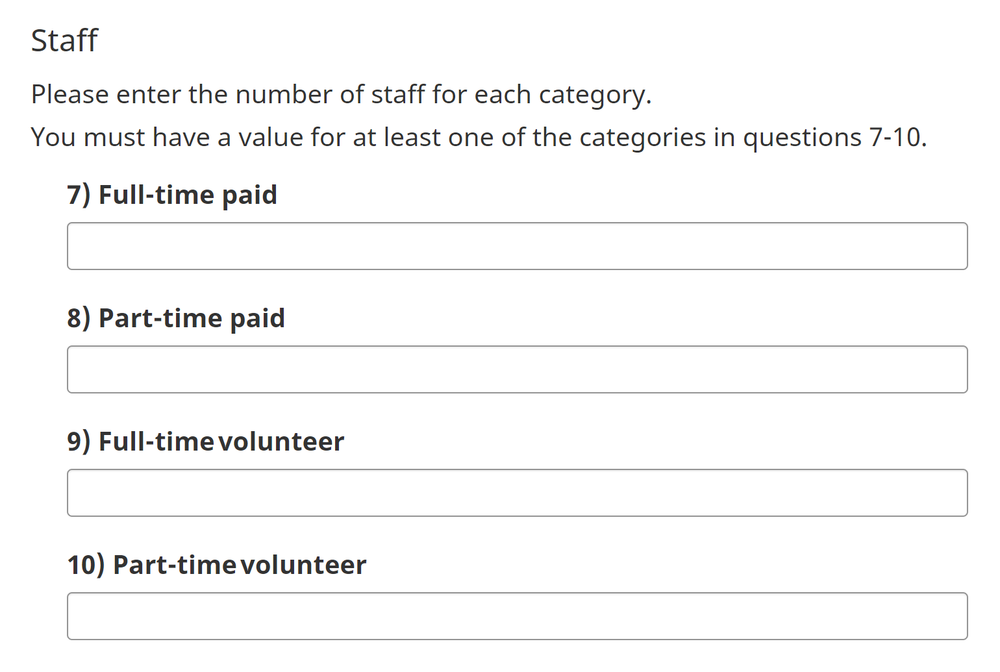 Staff
Please enter the number of staff for each category.
You must have a value for at least one of the categories in questions 7-10.
7) Full-time paid
8) Part-time paid
9) Full-time volunteer
10) Part-time volunteer